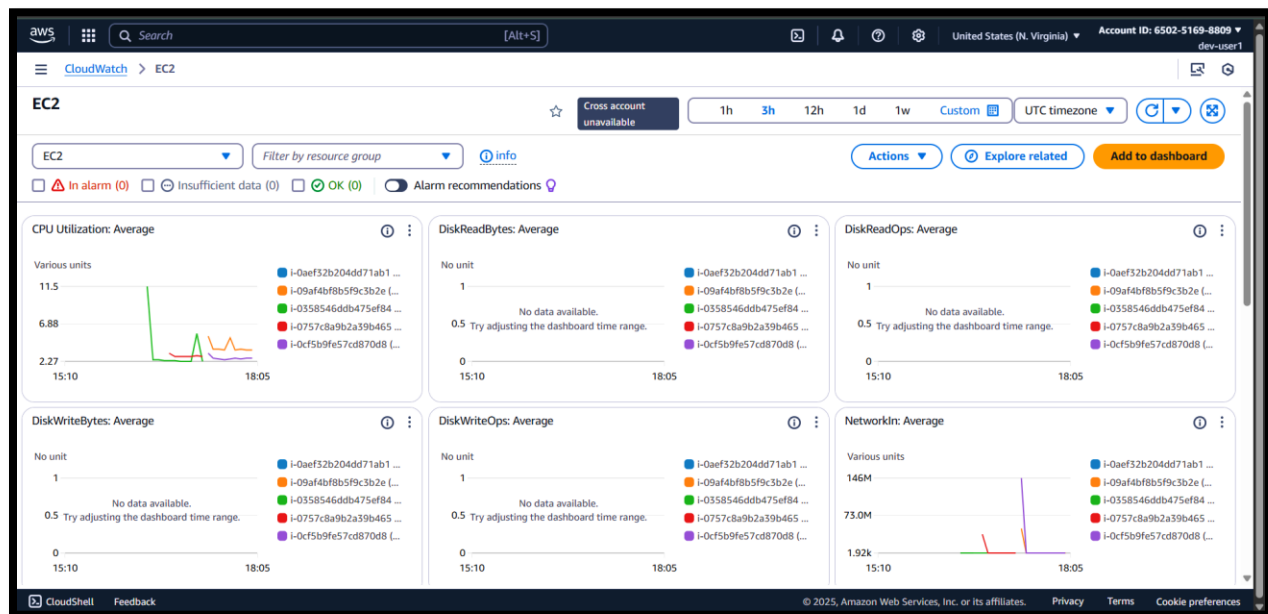 aws
Search [Alt+S]
United States (N. Virginia) ▼
Account ID: 6502-5169-8809 ▼
dev-user1
CloudWatch > EC2
EC2
Cross account
unavailable
1h 3h 12h 1d 1w Custom
UTC timezone ▼
EC2 ▼
Filter by resource group ▼
info
Actions ▼
Explore related
Add to dashboard
In alarm (0)
Insufficient data (0)
OK (0)
Alarm recommendations
CPU Utilization: Average
Various units
11.5
6.88
2.27
15:10 18:05
i-0aef32b204dd71ab1 ...
i-09af4bf8b5f9c3b2e (...
i-0358546ddb475ef84 ...
i-0757c8a9b2a39b465 ...
i-0cf5b9fe57cd870d8 (...
DiskReadBytes: Average
No unit
1
No data available.
0.5 Try adjusting the dashboard time range.
0
15:10 18:05
i-0aef32b204dd71ab1 ...
i-09af4bf8b5f9c3b2e (...
i-0358546ddb475ef84 ...
i-0757c8a9b2a39b465 ...
i-0cf5b9fe57cd870d8 (...
DiskReadOps: Average
No unit
1
No data available.
0.5 Try adjusting the dashboard time range.
0
15:10 18:05
i-0aef32b204dd71ab1 ...
i-09af4bf8b5f9c3b2e (...
i-0358546ddb475ef84 ...
i-0757c8a9b2a39b465 ...
i-0cf5b9fe57cd870d8 (...
DiskWriteBytes: Average
No unit
1
No data available.
0.5 Try adjusting the dashboard time range.
0
15:10 18:05
i-0aef32b204dd71ab1 ...
i-09af4bf8b5f9c3b2e (...
i-0358546ddb475ef84 ...
i-0757c8a9b2a39b465 ...
i-0cf5b9fe57cd870d8 (...
DiskWriteOps: Average
No unit
1
No data available.
0.5 Try adjusting the dashboard time range.
0
15:10 18:05
i-0aef32b204dd71ab1 ...
i-09af4bf8b5f9c3b2e (...
i-0358546ddb475ef84 ...
i-0757c8a9b2a39b465 ...
i-0cf5b9fe57cd870d8 (...
NetworkIn: Average
Various units
146M
73.0M
1.92k
15:10 18:05
i-0aef32b204dd71ab1 ...
i-09af4bf8b5f9c3b2e (...
i-0358546ddb475ef84 ...
i-0757c8a9b2a39b465 ...
i-0cf5b9fe57cd870d8 (...
CloudShell Feedback
© 2025, Amazon Web Services, Inc. or its affiliates. Privacy Terms Cookie preferences